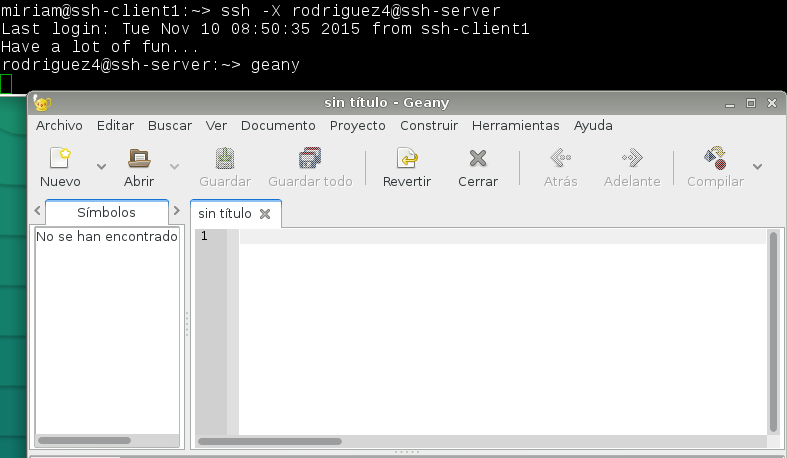 miriam@ssh-client1:~> ssh -X rodriguez4@ssh-server
Last login: Tue Nov 10 08:50:35 2015 from ssh-client1
Have a lot of fun...
rodriguez4@ssh-server:~> geany
sin título - Geany
Archivo Editar Buscar Ver Documento Proyecto Construir Herramientas Ayuda
Nuevo Abrir Guardar Guardar todo Revertir Cerrar Atrás Adelante Compilar
Símbolos sin título
No se han encontrado 1